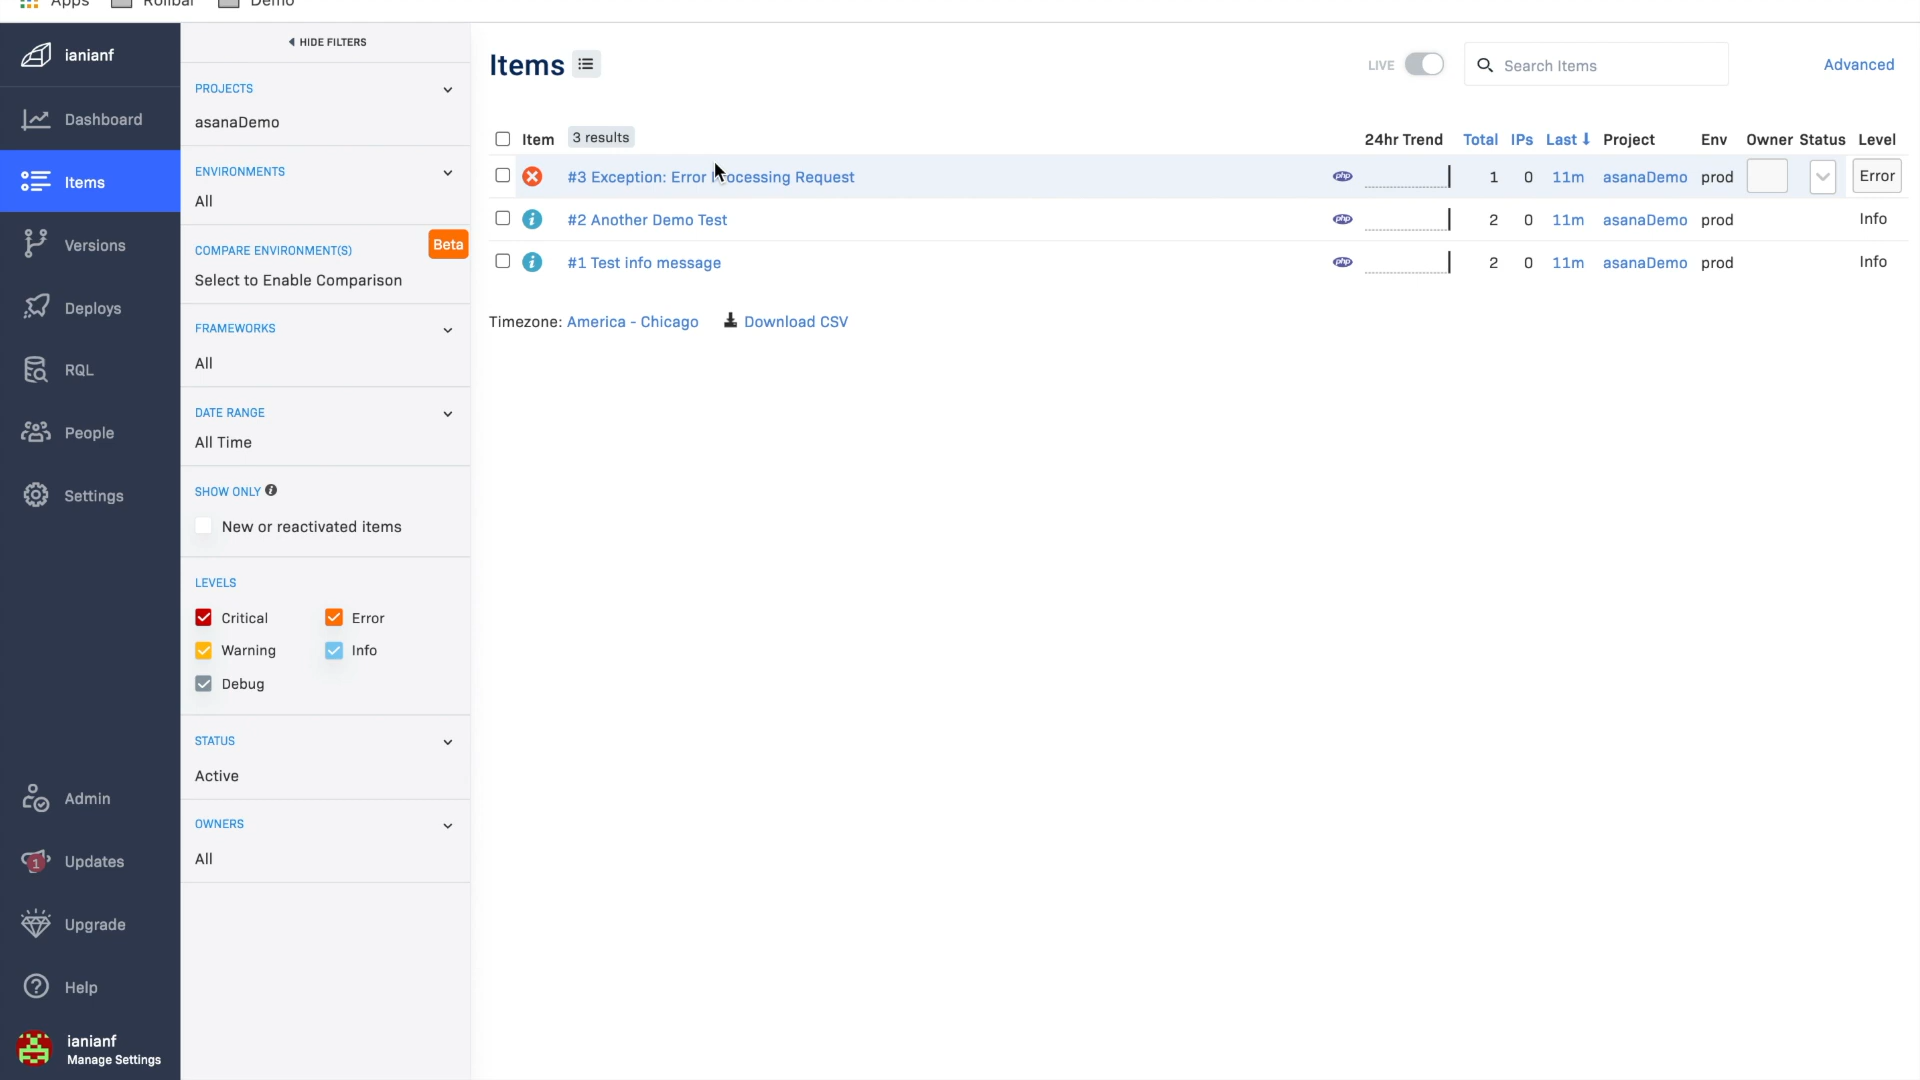 Apps Rollbar Demo
ianianf
Dashboard
Items
Versions
Deploys
RQL
People
Settings
Admin
1 Updates
Upgrade
Help
ianianf
Manage Settings
HIDE FILTERS
PROJECTS
asanaDemo
ENVIRONMENTS
All
COMPARE ENVIRONMENT(S) Beta
Select to Enable Comparison
FRAMEWORKS
All
DATE RANGE
All Time
SHOW ONLY
New or reactivated items
LEVELS
Critical Error
Warning Info
Debug
STATUS
Active
OWNERS
All
Items LIVE Search Items Advanced
Item 3 results 24hr Trend Total IPs Last Project Env Owner Status Level
#3 Exception: Error Processing Request php 1 0 11m asanaDemo prod Error
#2 Another Demo Test php 2 0 11m asanaDemo prod Info
#1 Test info message php 2 0 11m asanaDemo prod Info
Timezone: America - Chicago Download CSV